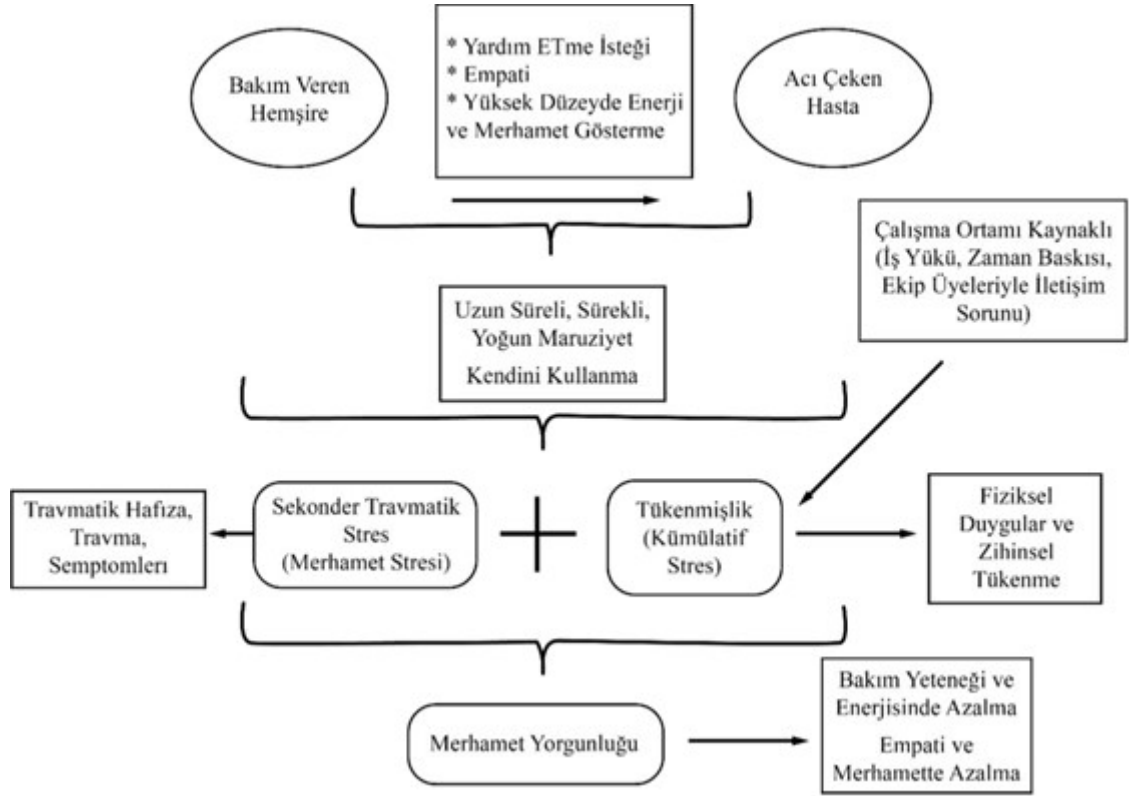 Bakım Veren
Hemşire
* Yardım ETme İsteği
* Empati
* Yüksek Düzeyde Enerji
ve Merhamet Gösterme
Acı Çeken
Hasta
Çalışma Ortamı Kaynaklı
(İş Yükü, Zaman Baskısı,
Ekip Üyeleriyle İletişim
Sorunu)
Uzun Süreli, Sürekli,
Yoğun Maruziyet
Kendini Kullanma
Travmatik Hafıza,
Travma,
Semptomlerı
Sekonder Travmatik
Stres
(Merhamet Stresi)
Tükenmişlik
(Kümülatif
Stres)
Fiziksel
Duygular ve
Zihinsel
Tükenme
Merhamet Yorgunluğu
Bakım Yeteneği ve
Enerjisinde Azalma
Empati ve
Merhamette Azalma